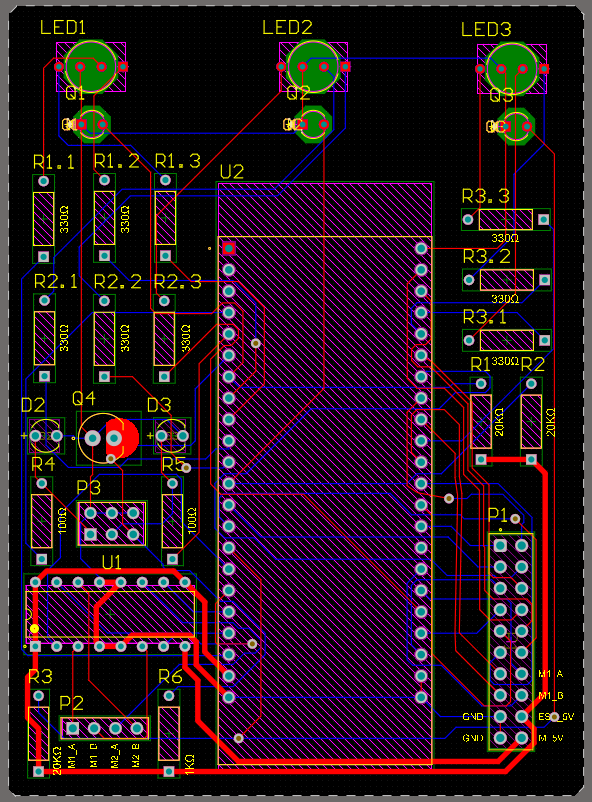 LED1 LED2 LED3
Q1 Q2 Q3
R1.1 R1.2 R1.3 U2
330Ω 330Ω 330Ω
R3.3
330Ω
R3.2
330Ω
R2.1 R2.2 R2.3
330Ω 330Ω 330Ω
R3.1
330Ω
R1 R2
20KΩ 20KΩ
D2 Q4 D3
R4 P3 R5
100Ω 100Ω
P1
U1
M1_A
R3 R6
M1_B
P2
GND
GND M_5V
20KΩ M1_A M1_B M2_A M2_B 1KΩ